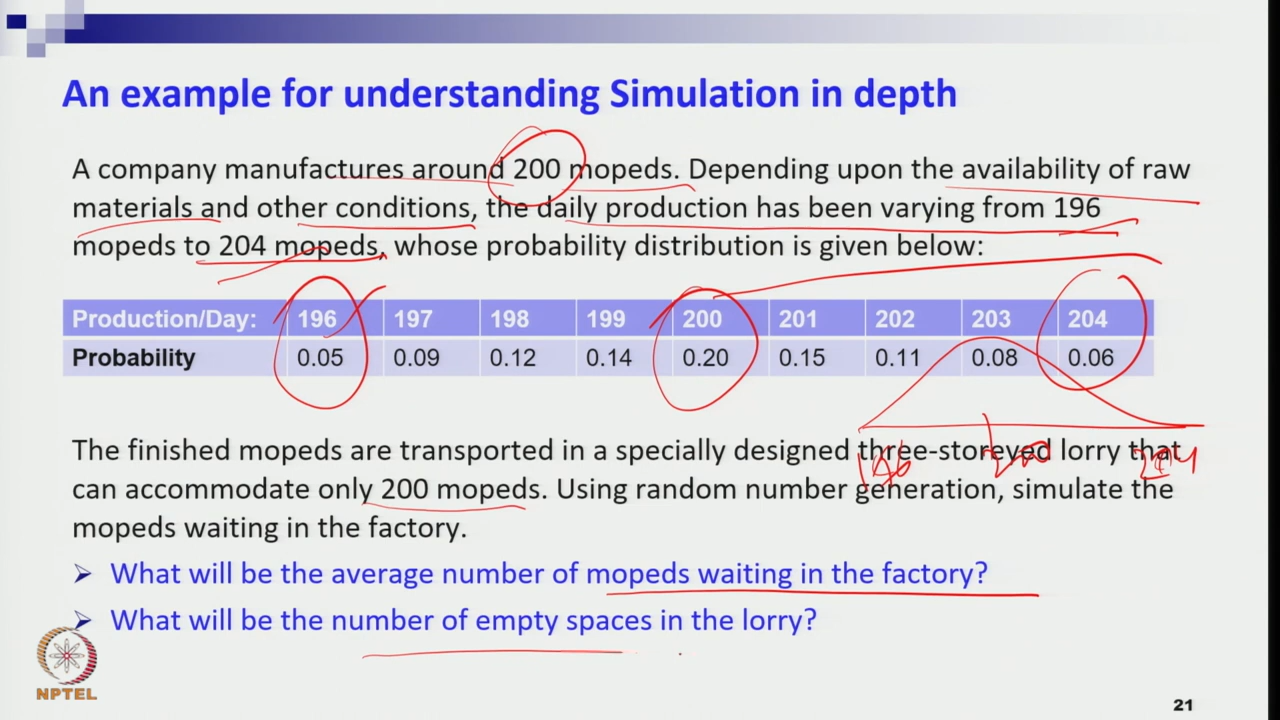 An example for understanding Simulation in depth
A company manufactures around 200 mopeds. Depending upon the availability of raw
materials and other conditions, the daily production has been varying from 196
mopeds to 204 mopeds, whose probability distribution is given below:
Production/Day: 196 197 198 199 200 201 202 203 204
Probability 0.05 0.09 0.12 0.14 0.20 0.15 0.11 0.08 0.06
The finished mopeds are transported in a specially designed three-storeyed lorry that
can accommodate only 200 mopeds. Using random number generation, simulate the
mopeds waiting in the factory.
196 200 204
➢ What will be the average number of mopeds waiting in the factory?
➢ What will be the number of empty spaces in the lorry?
NPTEL
21